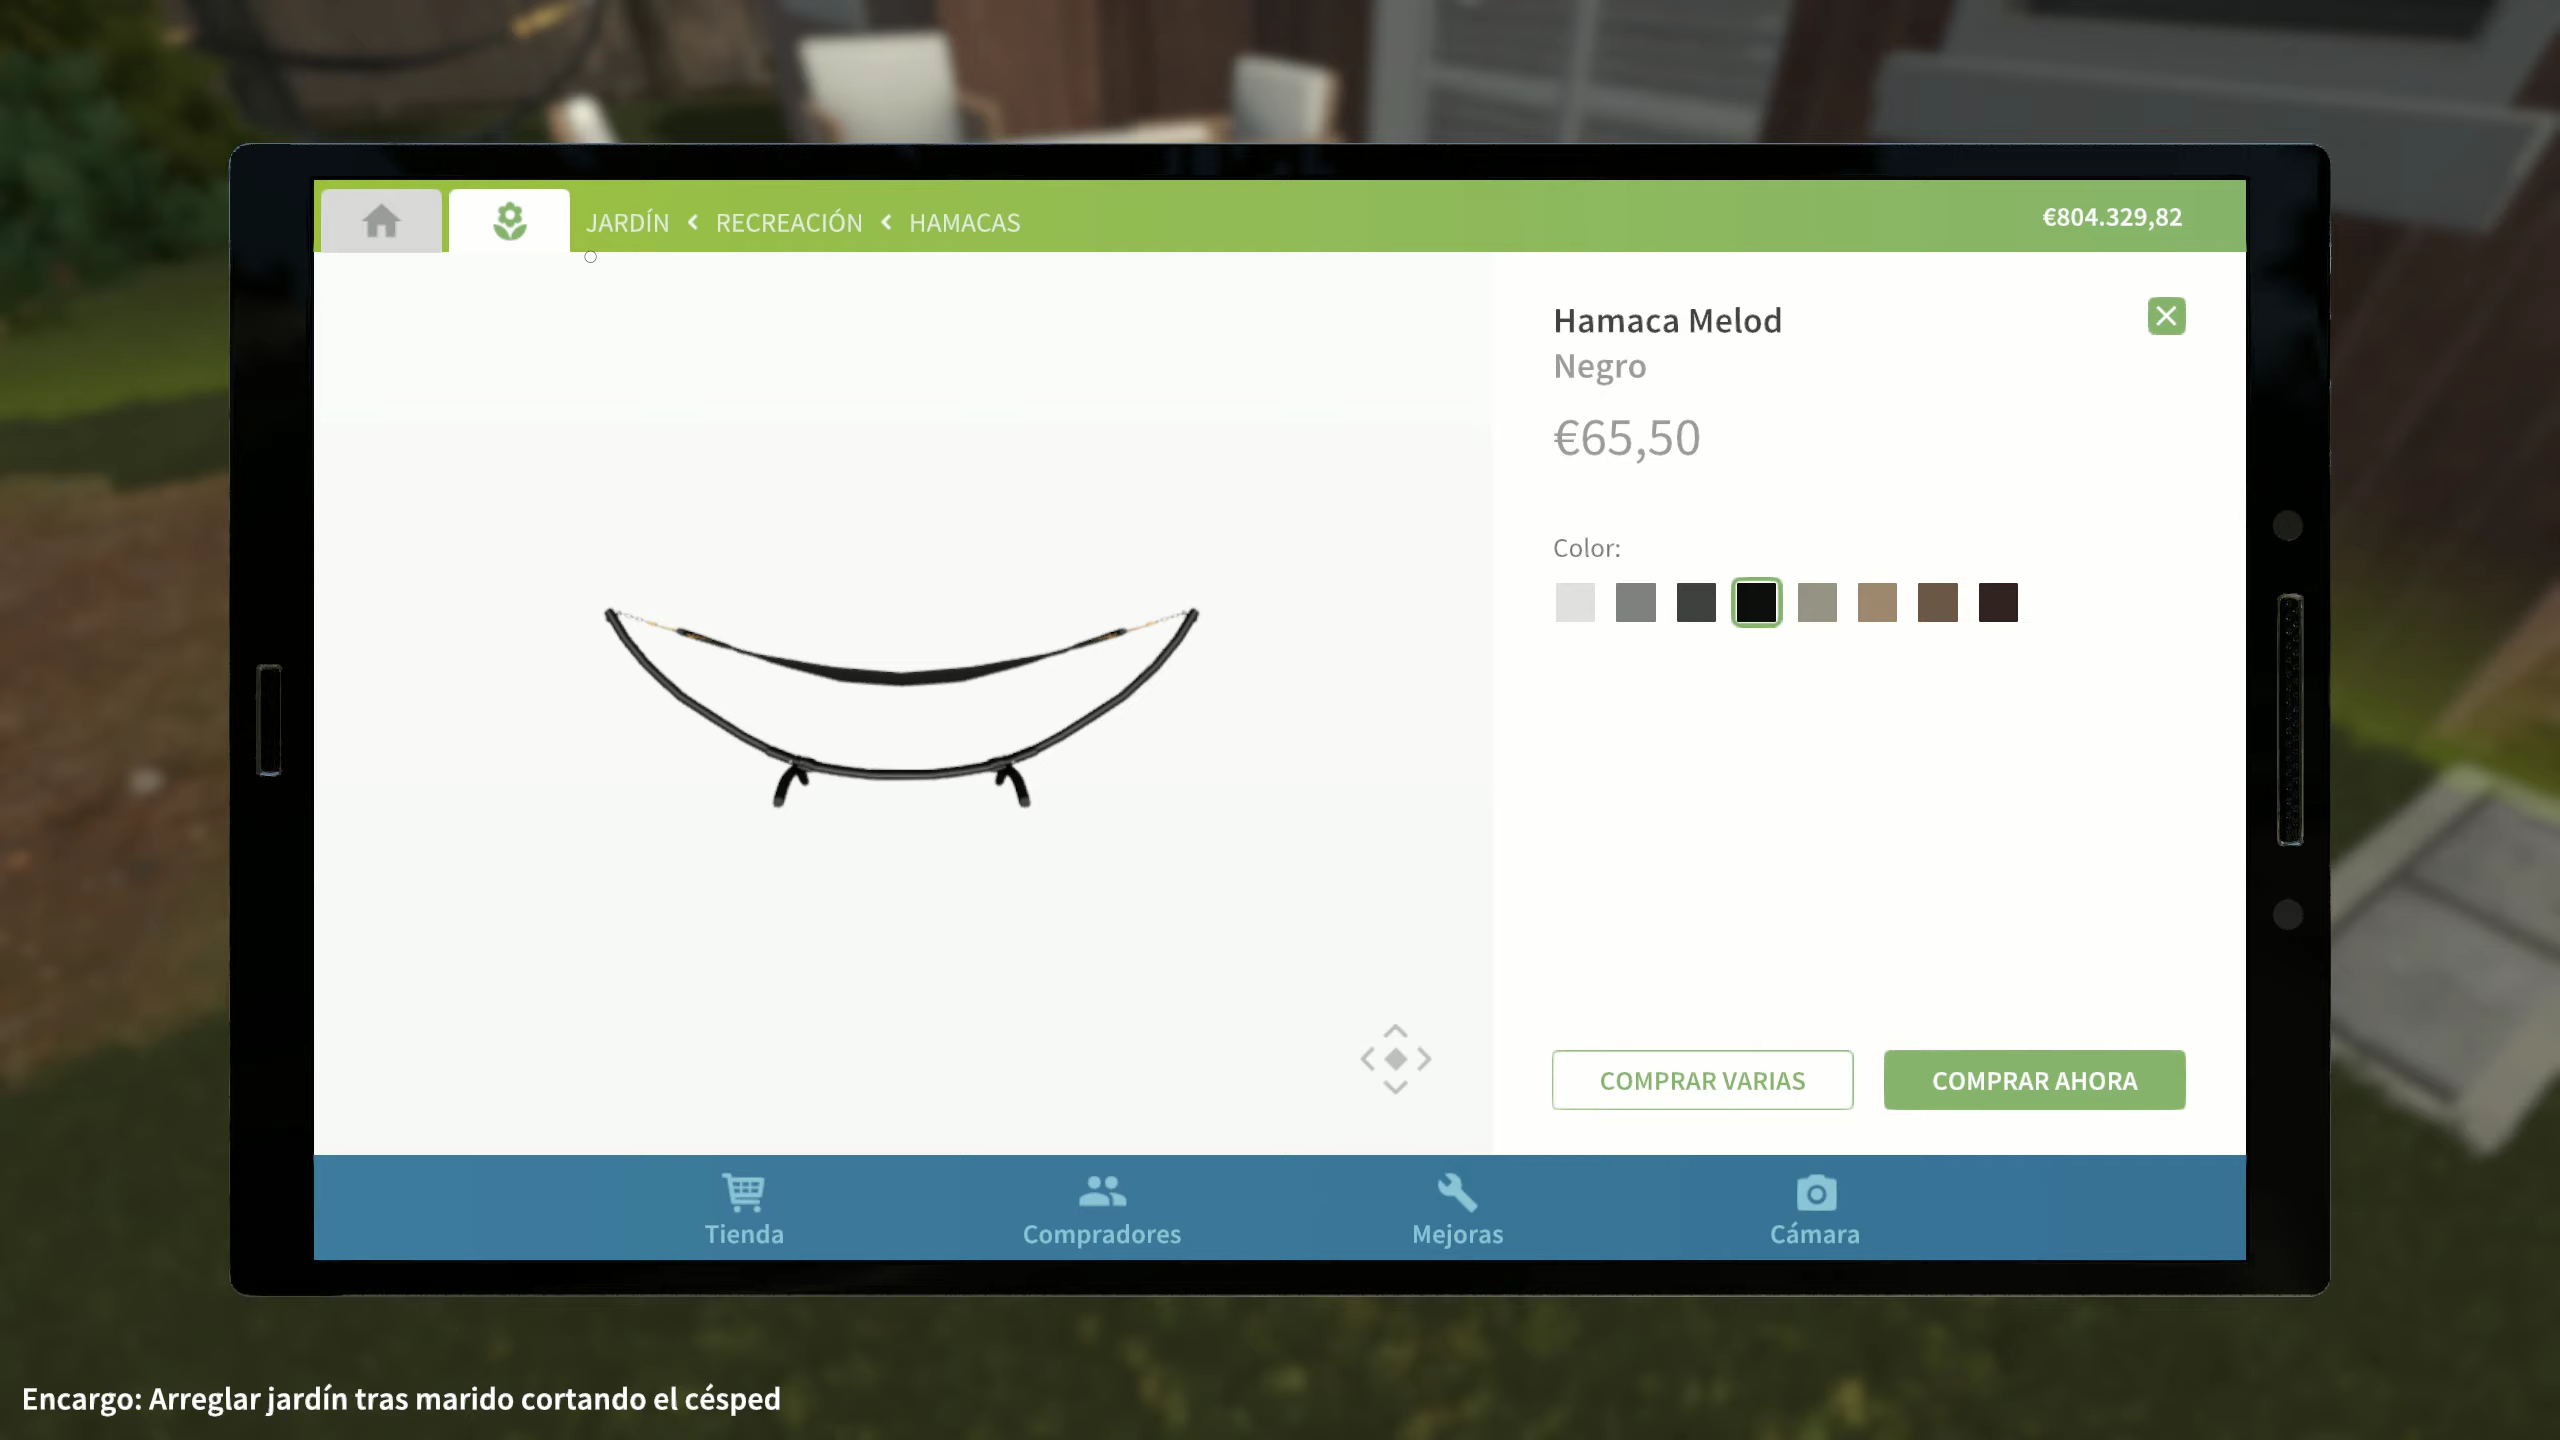 JARDÍN < RECREACIÓN < HAMACAS
€804.329,82
Hamaca Melod
Negro
€65,50
Color:
COMPRAR VARIAS
COMPRAR AHORA
Tienda
Compradores
Mejoras
Cámara
Encargo: Arreglar jardín tras marido cortando el césped